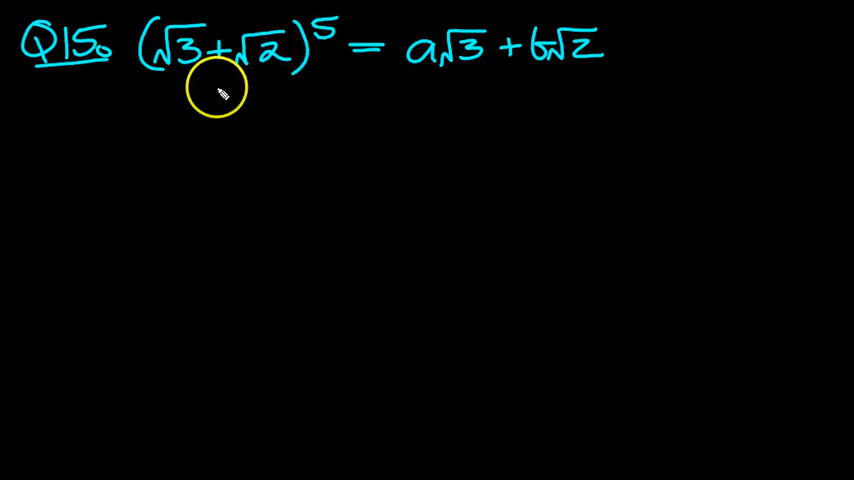 Q15. (√3+√2)^5 = a√3 + b√2